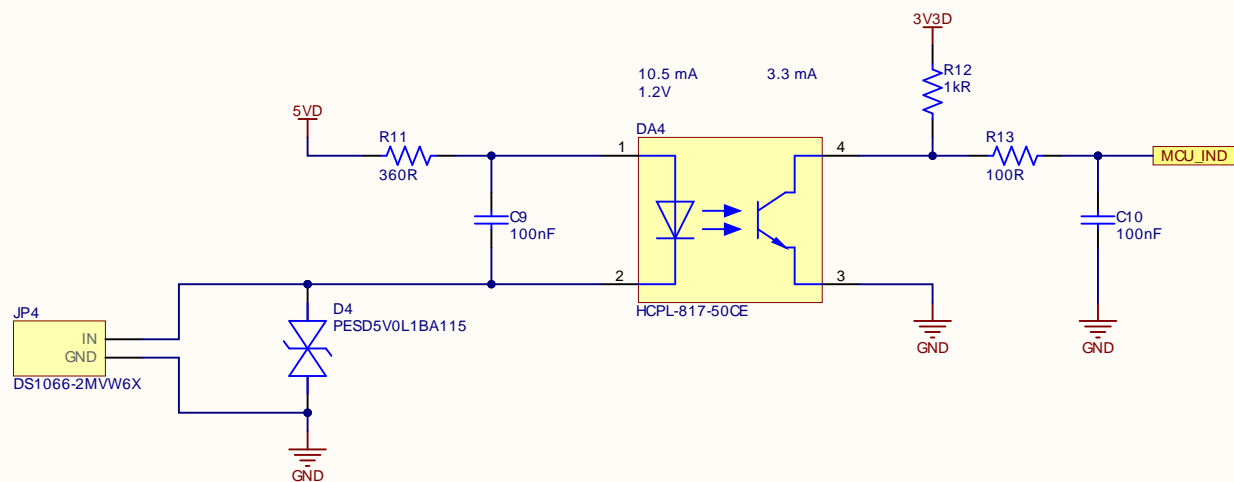 3V3D
10.5 mA
3.3 mA
1.2V
R12
1kR
5VD
DA4
R11
360R
1
4
R13
100R
MCU_IND
C9
100nF
C10
100nF
2
3
HCPL-817-50CE
JP4
IN
GND
DS1066-2MVW6X
D4
PESD5V0L1BA115
GND
GND
GND